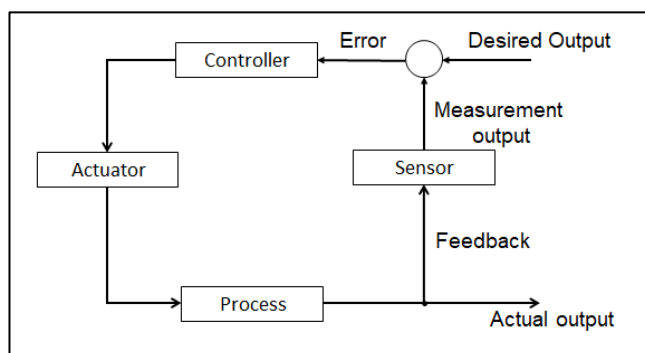 Error
Desired Output
Controller
Measurement
output
Actuator
Sensor
Feedback
Process
Actual output